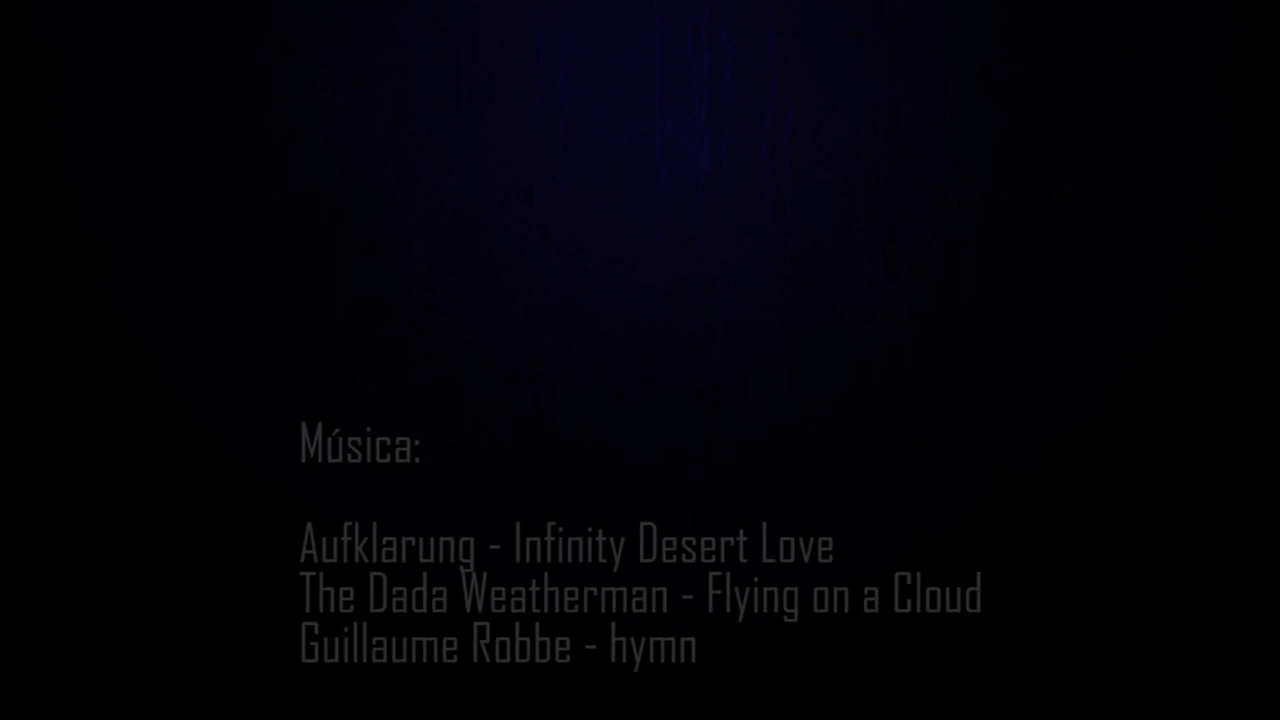 Música:
Aufklarung - Infinity Desert Love
The Dada Weatherman - Flying on a Cloud
Guillaume Robbe - hymn